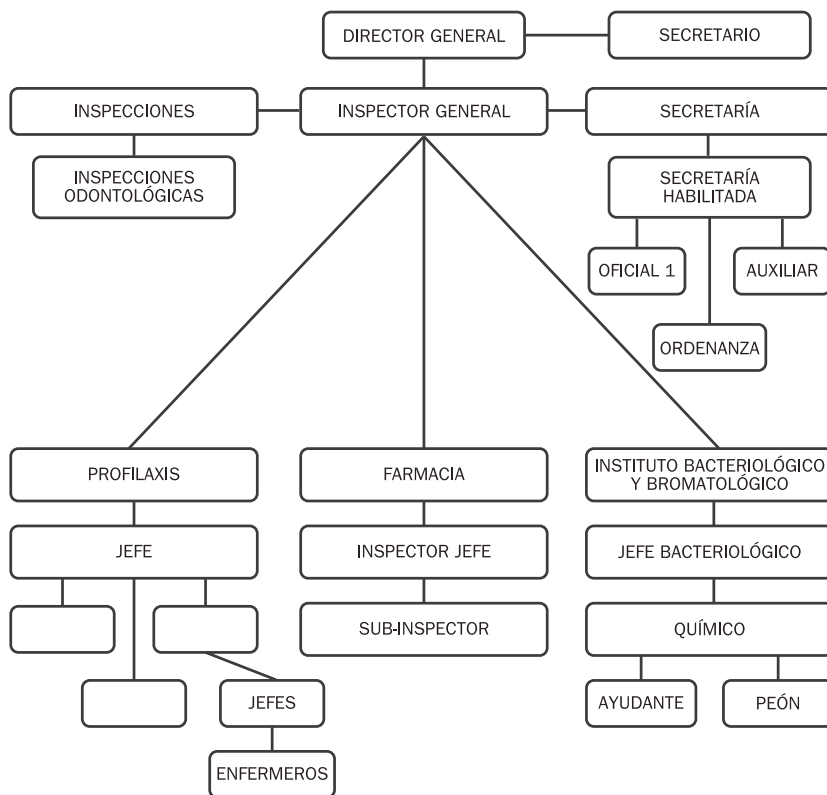 DIRECTOR GENERAL
SECRETARIO
INSPECCIONES
INSPECTOR GENERAL
SECRETARÍA
INSPECCIONES
ODONTOLÓGICAS
SECRETARÍA
HABILITADA
OFICIAL 1
AUXILIAR
ORDENANZA
PROFILAXIS
FARMACIA
INSTITUTO BACTERIOLÓGICO
Y BROMATOLÓGICO
JEFE
INSPECTOR JEFE
JEFE BACTERIOLÓGICO
SUB-INSPECTOR
QUÍMICO
JEFES
AYUDANTE
PEÓN
ENFERMEROS